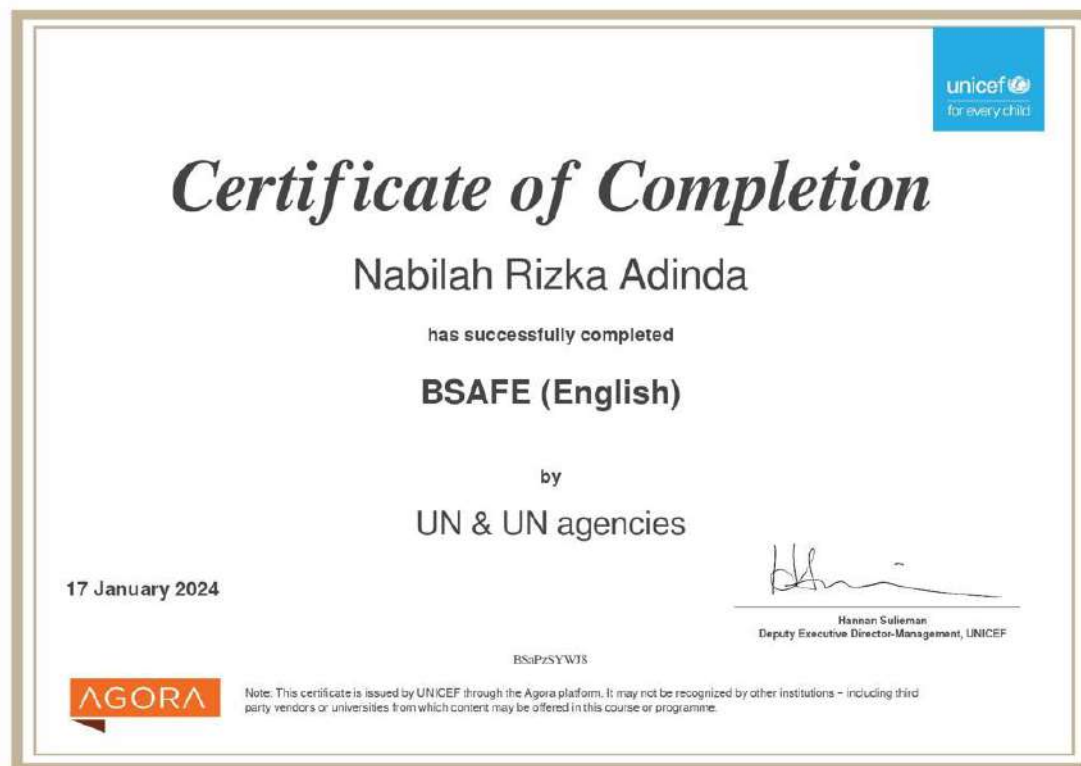 unicef
for every child
Certificate of Completion
Nabilah Rizka Adinda
has successfully completed
BSAFE (English)
by
UN & UN agencies
17 January 2024
Hannan Sulieman
Deputy Executive Director-Management, UNICEF
BSaPzSYWJ8
AGORA
Note: This certificate is issued by UNICEF through the Agora platform. It may not be recognized by other institutions – including third
party vendors or universities from which content may be offered in this course or programme.